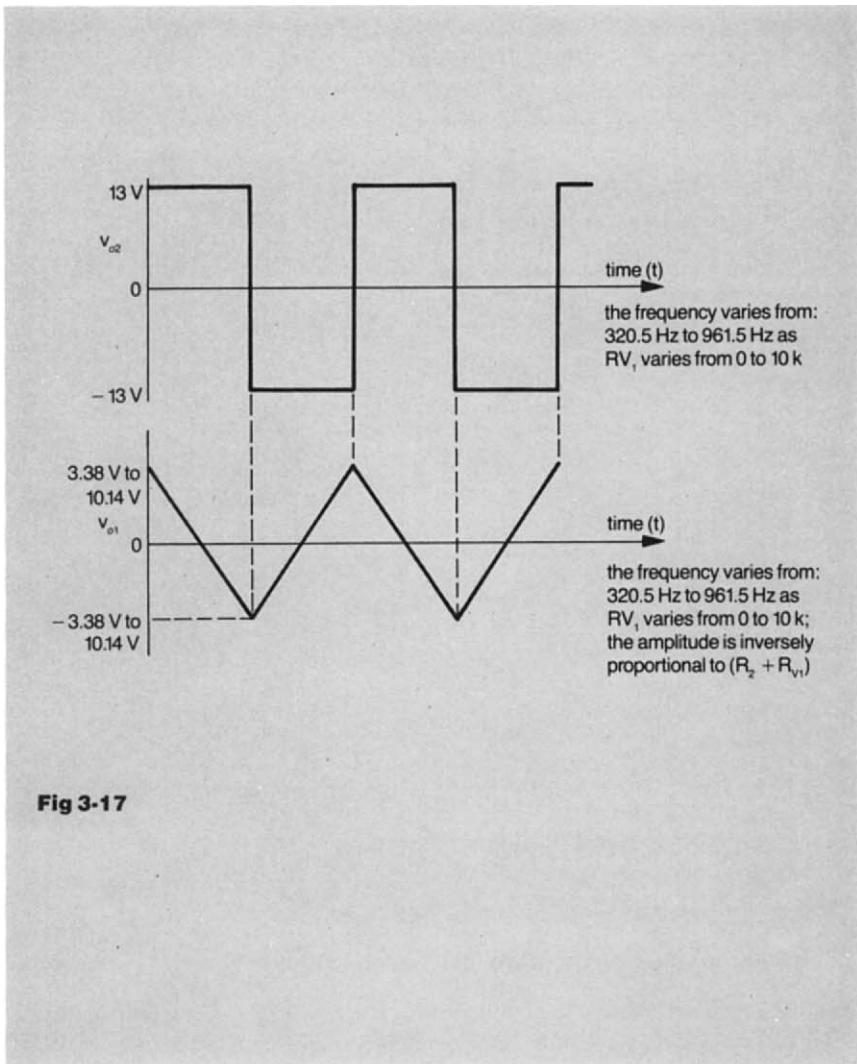 13 V
v_o2
0
time (t)
the frequency varies from:
320.5 Hz to 961.5 Hz as
RV₁ varies from 0 to 10 k
– 13 V
3.38 V to
10.14 V
v_o1
0
time (t)
the frequency varies from:
320.5 Hz to 961.5 Hz as
RV₁ varies from 0 to 10 k;
the amplitude is inversely
proportional to (R₂ + R_V1)
– 3.38 V to
10.14 V
Fig 3-17